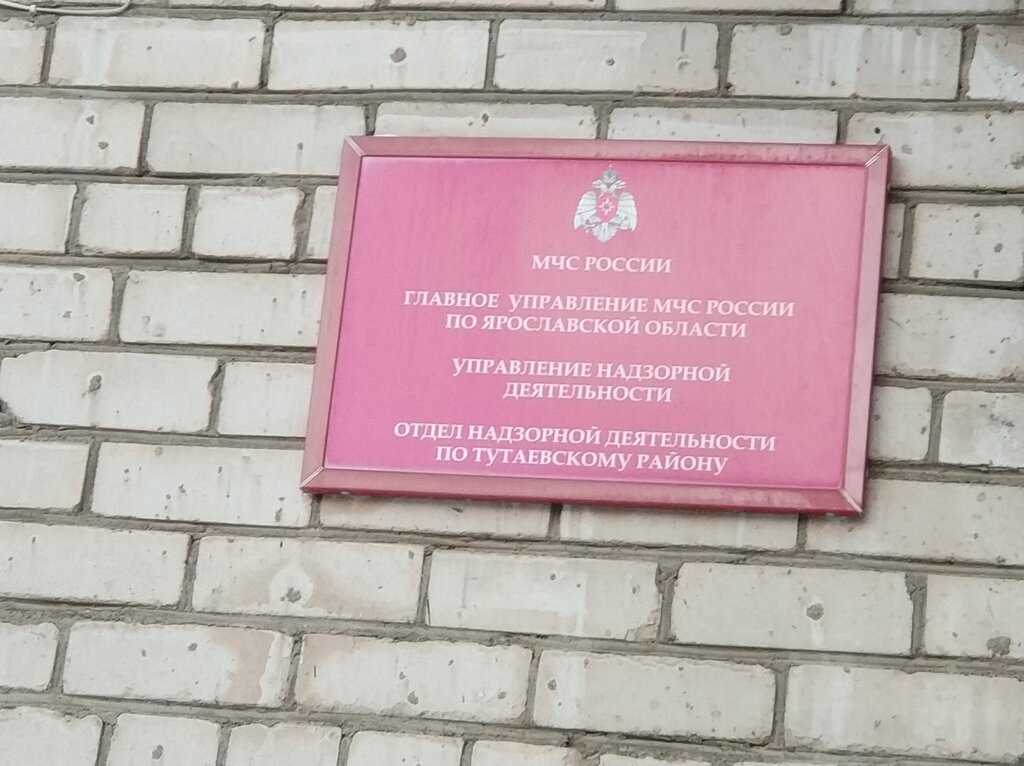 МЧС РОССИИ
ГЛАВНОЕ УПРАВЛЕНИЕ МЧС РОССИИ
ПО ЯРОСЛАВСКОЙ ОБЛАСТИ
УПРАВЛЕНИЕ НАДЗОРНОЙ
ДЕЯТЕЛЬНОСТИ
ОТДЕЛ НАДЗОРНОЙ ДЕЯТЕЛЬНОСТИ
ПО ТУТАЕВСКОМУ РАЙОНУ